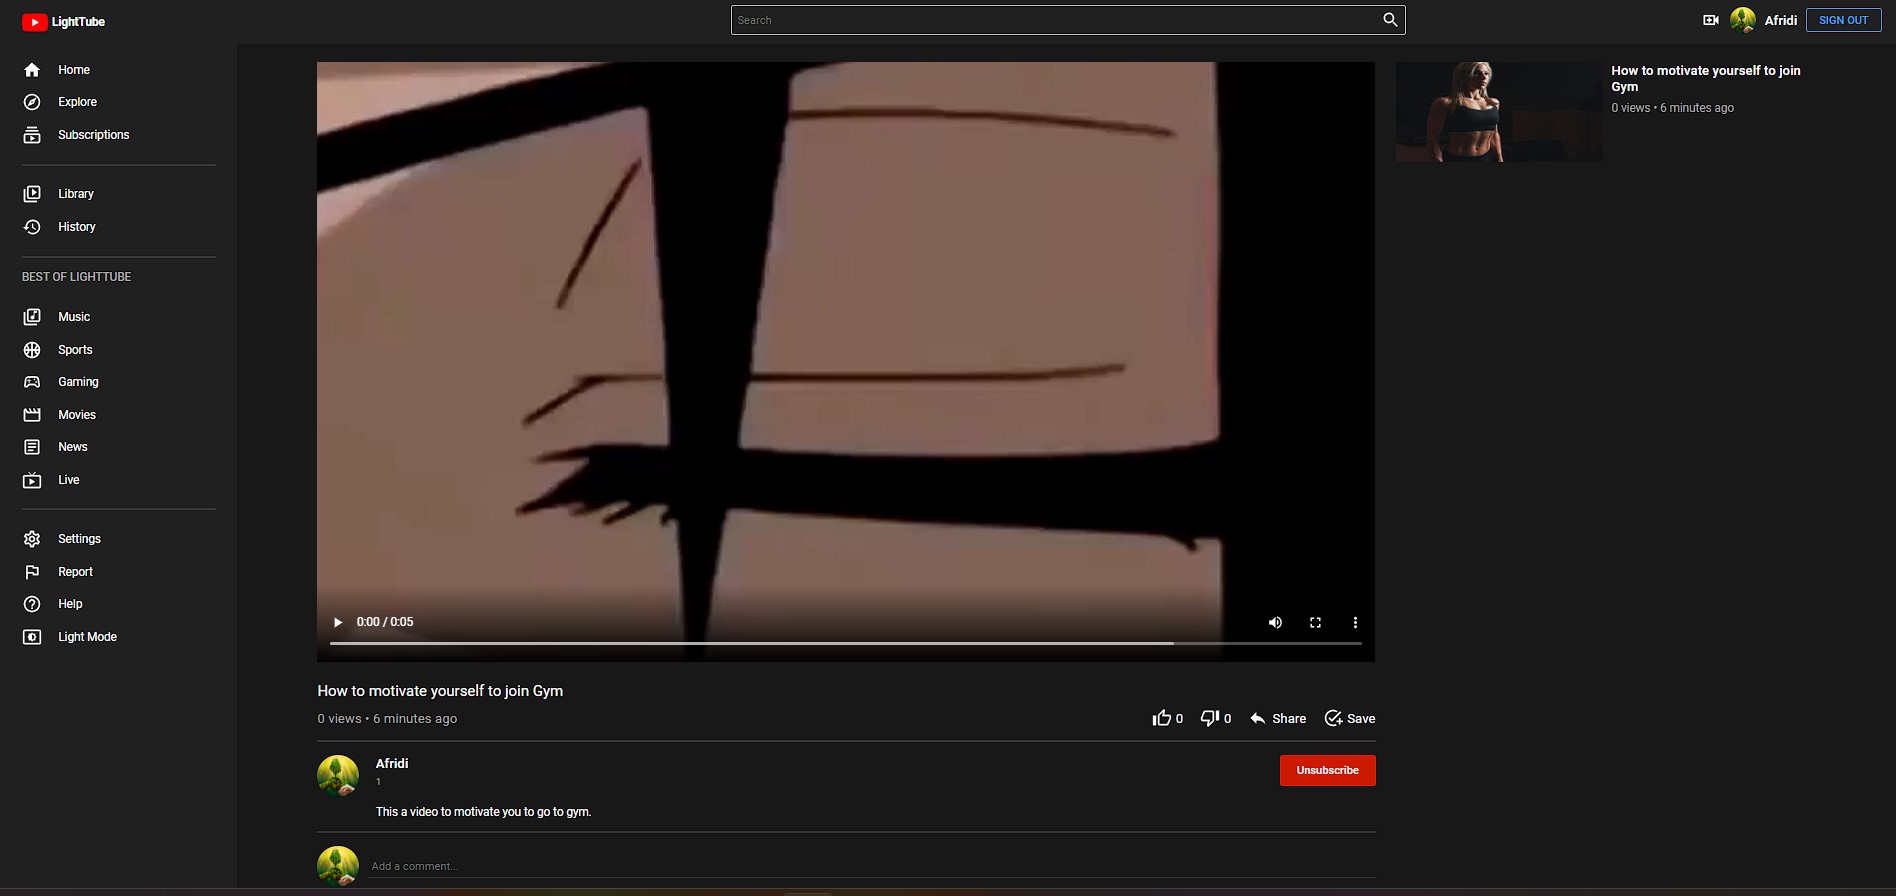 LightTube
Search
Afridi
SIGN OUT
Home
Explore
Subscriptions
Library
History
BEST OF LIGHTTUBE
Music
Sports
Gaming
Movies
News
Live
Settings
Report
Help
Light Mode
0:00 / 0:05
How to motivate yourself to join Gym
0 views • 6 minutes ago
0
0
Share
Save
Afridi
1
Unsubscribe
This a video to motivate you to go to gym.
Add a comment...
How to motivate yourself to join
Gym
0 views • 6 minutes ago